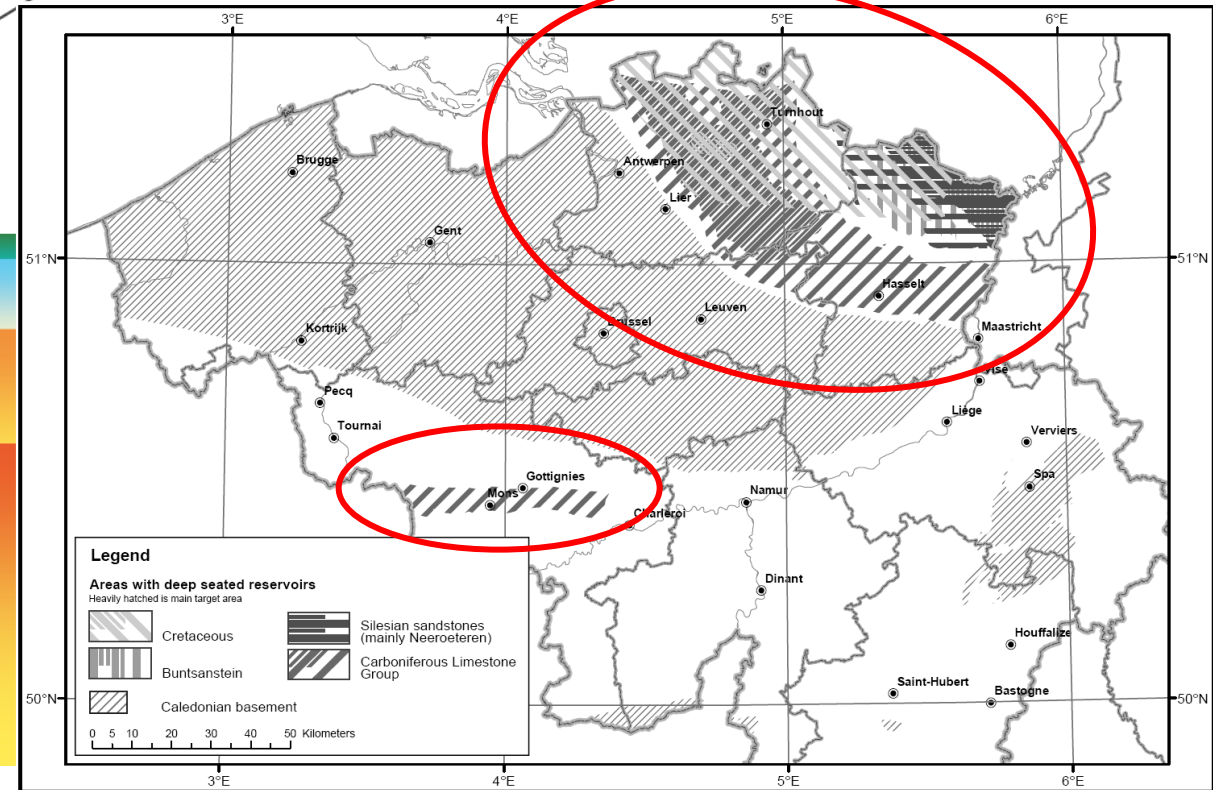 3°E 4°E 5°E 6°E
Turnhout
Brugge
Antwerpen
Lier
Gent
51°N 51°N
Hasselt
Leuven
Kortrijk
Brussel
Maastricht
Visé
Pecq
Liège
Tournai
Verviers
Gottignies
Spa
Mons
Namur
Charleroi
Legend
Areas with deep seated reservoirs
Heavily hatched is main target area
Cretaceous
Silesian sandstones
(mainly Neeroeteren)
Buntsanstein
Carboniferous Limestone
Group
Caledonian basement
0 5 10 20 30 40 50 Kilometers
Dinant
Houffalize
Saint-Hubert
Bastogne
50°N 50°N
3°E 4°E 5°E 6°E